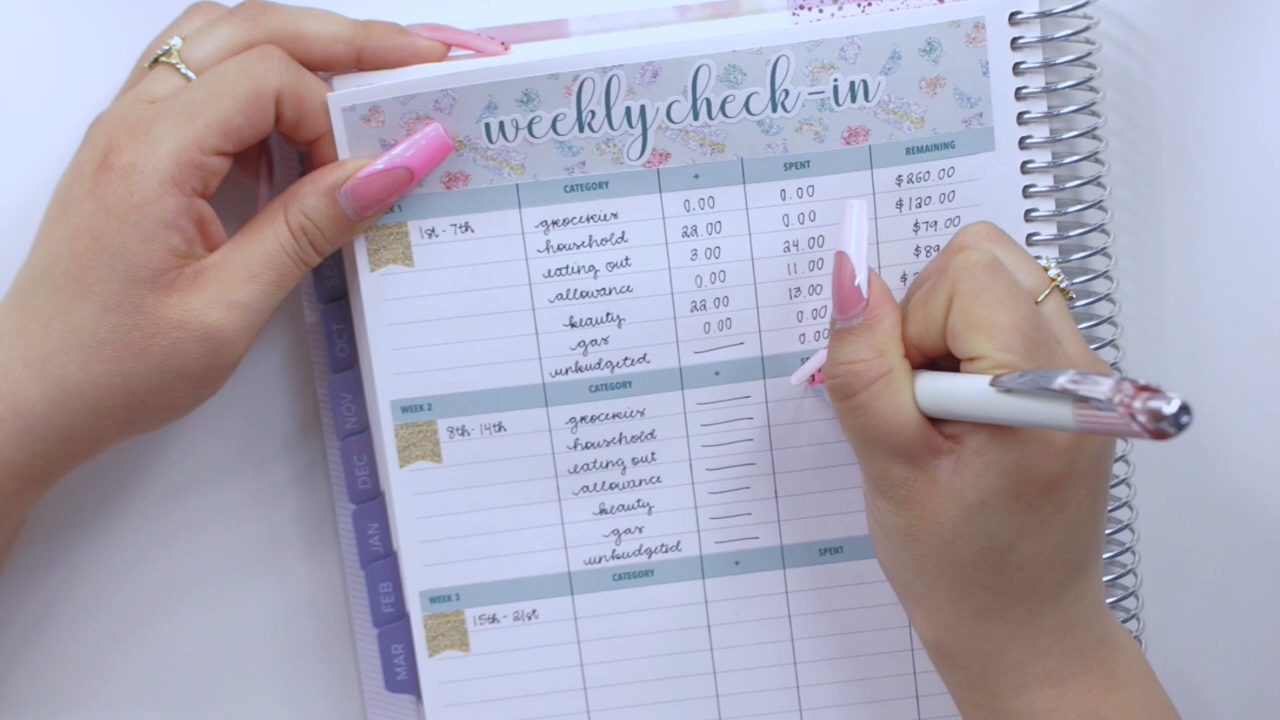 weekly check-in
CATEGORY + SPENT REMAINING
1st - 7th groceries 0.00 0.00 $260.00
household 22.00 0.00 $120.00
eating out 3.00 24.00 $79.00
allowance 0.00 11.00 $89
beauty 22.00 13.00
gas 0.00 0.00
unbudgeted — 0.00
WEEK 2 CATEGORY +
8th - 14th groceries —
household —
eating out —
allowance —
beauty —
gas —
unbudgeted
WEEK 3 CATEGORY + SPENT
15th - 21st
OCT
NOV
DEC
JAN
FEB
MAR